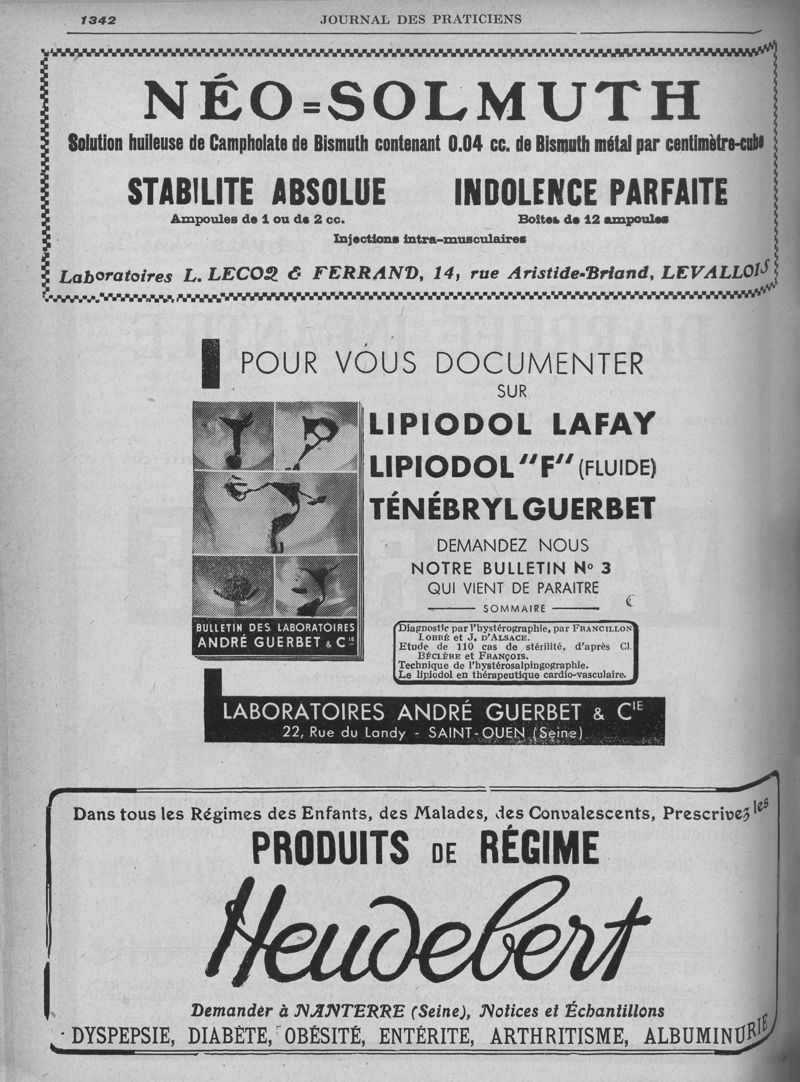 1342
JOURNAL DES PRATICIENS
NÉO=SOLMUTH
Solution huileuse de Campholate de Bismuth contenant 0.04 cc. de Bismuth métal par centimètre-cube
STABILITE ABSOLUE
INDOLENCE PARFAITE
Ampoules de 1 ou de 2 cc.
Boîtes de 12 ampoules
Injections intra-musculaires
Laboratoires L. LECOQ & FERRAND, 14, rue Aristide-Briand, LEVALLOIS
POUR VOUS DOCUMENTER
SUR
LIPIODOL LAFAY
LIPIODOL "F" (FLUIDE)
TÉNÉBRYL GUERBET
DEMANDEZ NOUS
NOTRE BULLETIN No 3
QUI VIENT DE PARAITRE
SOMMAIRE
BULLETIN DES LABORATOIRES
ANDRÉ GUERBET & CIE
Diagnostic par l'hystérographie, par FRANCILLON
LOBRÉ et J. D'ALSACE.
Etude de 110 cas de stérilité, d'après Cl.
BÉCLÈRE et FRANÇOIS.
Technique de l'hystérosalpingographie.
Le lipiodol en thérapeutique cardio-vasculaire.
LABORATOIRES ANDRÉ GUERBET & CIE
22, Rue du Landy - SAINT-OUEN (Seine)
Dans tous les Régimes des Enfants, des Malades, des Convalescents, Prescrivez les
PRODUITS DE RÉGIME
Heudebert
Demander à NANTERRE (Seine), Notices et Échantillons
DYSPEPSIE, DIABÈTE, OBÉSITÉ, ENTÉRITE, ARTHRITISME, ALBUMINURIE